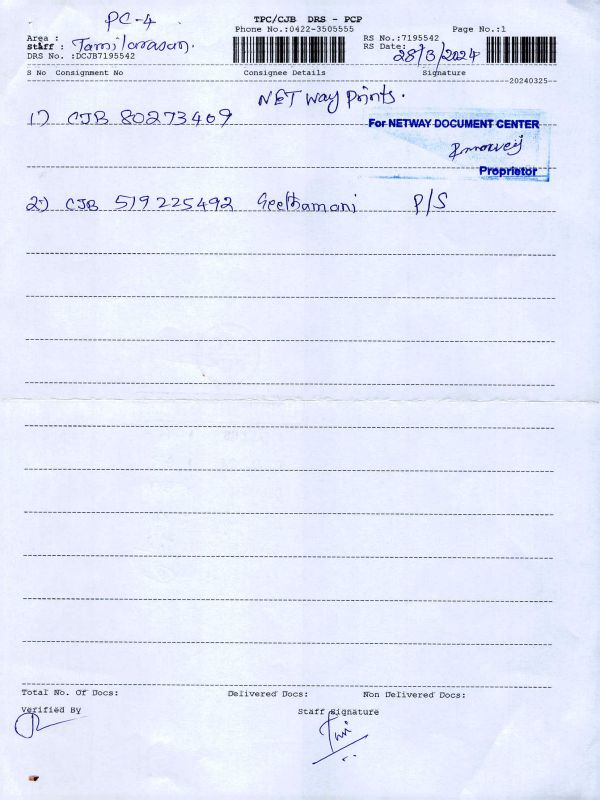 PC-4
TPC/CJB DRS - PCP
Phone No.:0422-3505555
Page No.:1
Area :
RS No.:7195542
Staff : Tamilarasan.
RS Date: 28/3/2024
DRS No. :DCJB7195542
S No Consignment No Consignee Details Signature
20240325
NET Way Prints.
1) CJB 80273409
For NETWAY DOCUMENT CENTER
Proprietor
2) CJB 519225492 Geethamani P/S
Total No. Of Docs: Delivered Docs: Non Delivered Docs:
Verified By Staff Signature